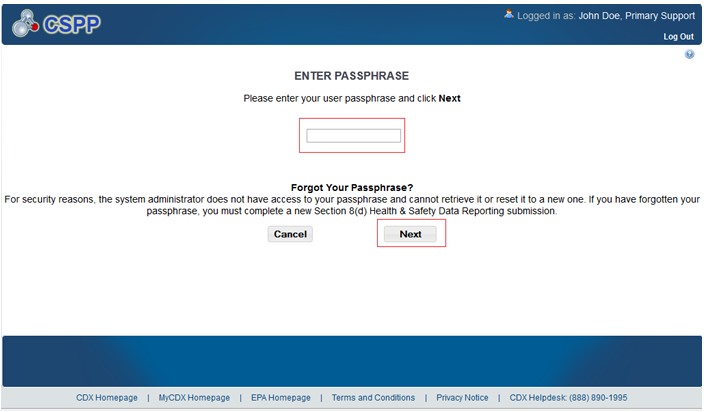 CSPP
Logged in as: John Doe, Primary Support
Log Out
ENTER PASSPHRASE
Please enter your user passphrase and click Next
Forgot Your Passphrase?
For security reasons, the system administrator does not have access to your passphrase and cannot retrieve it or reset it to a new one. If you have forgotten your
passphrase, you must complete a new Section 8(d) Health & Safety Data Reporting submission.
Cancel Next
CDX Homepage | MyCDX Homepage | EPA Homepage | Terms and Conditions | Privacy Notice | CDX Helpdesk: (888) 890-1995